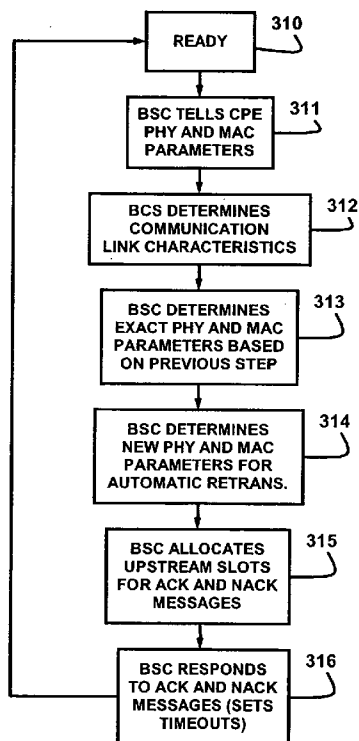 READY
310
BSC TELLS CPE
PHY AND MAC
PARAMETERS
311
BCS DETERMINES
COMMUNICATION
LINK CHARACTERISTICS
312
BSC DETERMINES
EXACT PHY AND MAC
PARAMETERS BASED
ON PREVIOUS STEP
313
BSC DETERMINES
NEW PHY AND MAC
PARAMETERS FOR
AUTOMATIC RETRANS.
314
BSC ALLOCATES
UPSTREAM SLOTS
FOR ACK AND NACK
MESSAGES
315
BSC RESPONDS
TO ACK AND NACK
MESSAGES (SETS
TIMEOUTS)
316